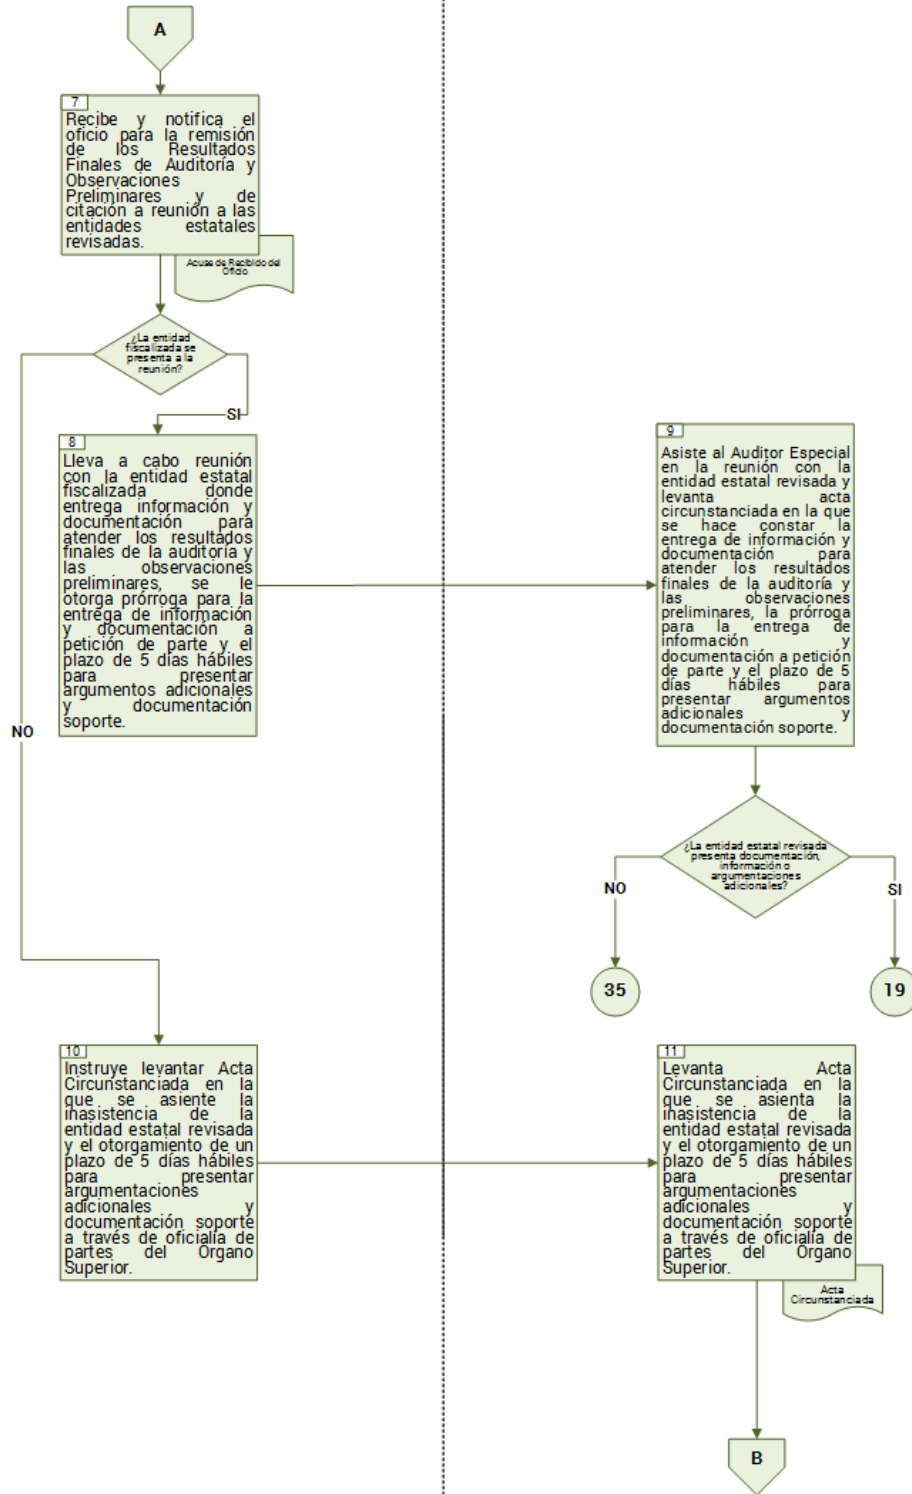 A
7
Recibe y notifica el
oficio para la remisión
de los Resultados
Finales de Auditoría y
Observaciones
Preliminares y de
citación a reunión a las
entidades estatales
revisadas.
Acuse de Recibido del
Oficio
¿La entidad
fiscalizada se
presenta a la
reunión?
SI
NO
8
Lleva a cabo reunión
con la entidad estatal
fiscalizada donde
entrega información y
documentación para
atender los resultados
finales de la auditoría y
las observaciones
preliminares, se le
otorga prórroga para la
entrega de información
y documentación a
petición de parte y el
plazo de 5 días hábiles
para presentar
argumentos adicionales
y documentación
soporte.
9
Asiste al Auditor Especial
en la reunión con la
entidad estatal revisada y
levanta acta
circunstanciada en la que
se hace constar la
entrega de información y
documentación para
atender los resultados
finales de la auditoría y
las observaciones
preliminares, la prórroga
para la entrega de
información y
documentación a petición
de parte y el plazo de 5
días hábiles para
presentar argumentos
adicionales y
documentación soporte.
¿La entidad estatal revisada
presenta documentación,
información o
argumentaciones
adicionales?
NO
SI
35
19
10
Instruye levantar Acta
Circunstanciada en la
que se asiente la
inasistencia de la
entidad estatal revisada
y el otorgamiento de un
plazo de 5 días hábiles
para presentar
argumentaciones
adicionales y
documentación soporte
a través de oficialía de
partes del Órgano
Superior.
11
Levanta Acta
Circunstanciada en la
que se asienta la
inasistencia de la
entidad estatal revisada
y el otorgamiento de un
plazo de 5 días hábiles
para presentar
argumentaciones
adicionales y
documentación soporte
a través de oficialía de
partes del Órgano
Superior.
Acta
Circunstanciada
B